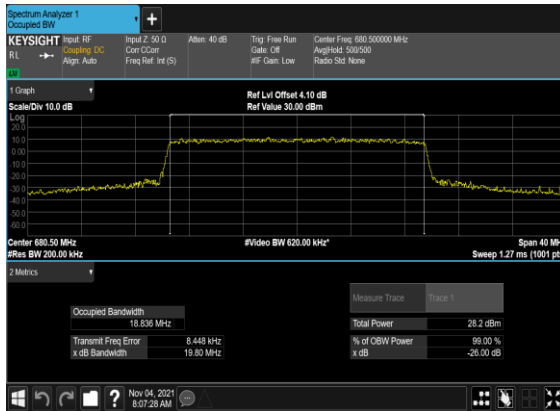 Spectrum Analyzer 1
Occupied BW
KEYSIGHT
RL
Input: RF
Coupling: DC
Align: Auto
Input Z: 50 Ω
Corr CCorr
Freq Ref: Int (S)
Atten: 40 dB
Trig: Free Run
Gate: Off
#IF Gain: Low
Center Freq: 680.500000 MHz
Avg|Hold: 500/500
Radio Std: None
1 Graph
Scale/Div 10.0 dB
Ref Lvl Offset 4.10 dB
Ref Value 30.00 dBm
Log
20.0
10.0
0.00
-10.0
-20.0
-30.0
-40.0
-50.0
-60.0
Center 680.50 MHz
#Res BW 200.00 kHz
#Video BW 620.00 kHz*
Span 40 MH
Sweep 1.27 ms (1001 pt
2 Metrics
Measure Trace
Trace 1
Occupied Bandwidth
18.836 MHz
Total Power
28.2 dBm
Transmit Freq Error
8.448 kHz
% of OBW Power
99.00 %
x dB Bandwidth
19.80 MHz
x dB
-26.00 dB
Nov 04, 2021
8:07:28 AM